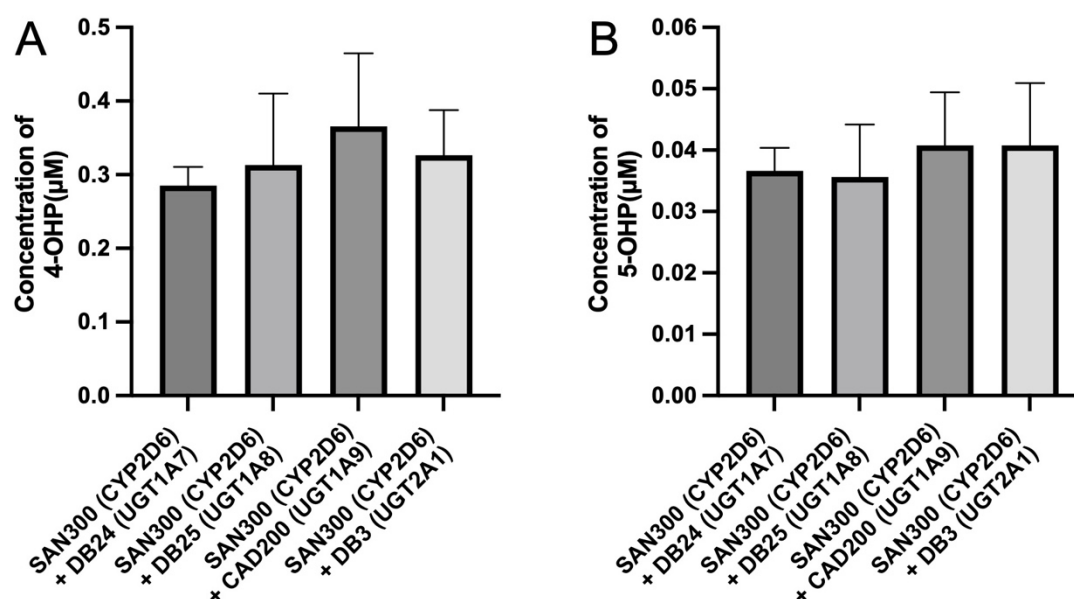 A
Concentration of
4-OHP(µM)
0.5
0.4
0.3
0.2
0.1
0.0
SAN300 (CYP2D6)
+ DB24 (UGT1A7)
SAN300 (CYP2D6)
+ DB25 (UGT1A8)
SAN300 (CYP2D6)
+ CAD200 (UGT1A9)
SAN300 (CYP2D6)
+ DB3 (UGT2A1)
B
Concentration of
5-OHP(µM)
0.06
0.05
0.04
0.03
0.02
0.01
0.00
SAN300 (CYP2D6)
+ DB24 (UGT1A7)
SAN300 (CYP2D6)
+ DB25 (UGT1A8)
SAN300 (CYP2D6)
+ CAD200 (UGT1A9)
SAN300 (CYP2D6)
+ DB3 (UGT2A1)